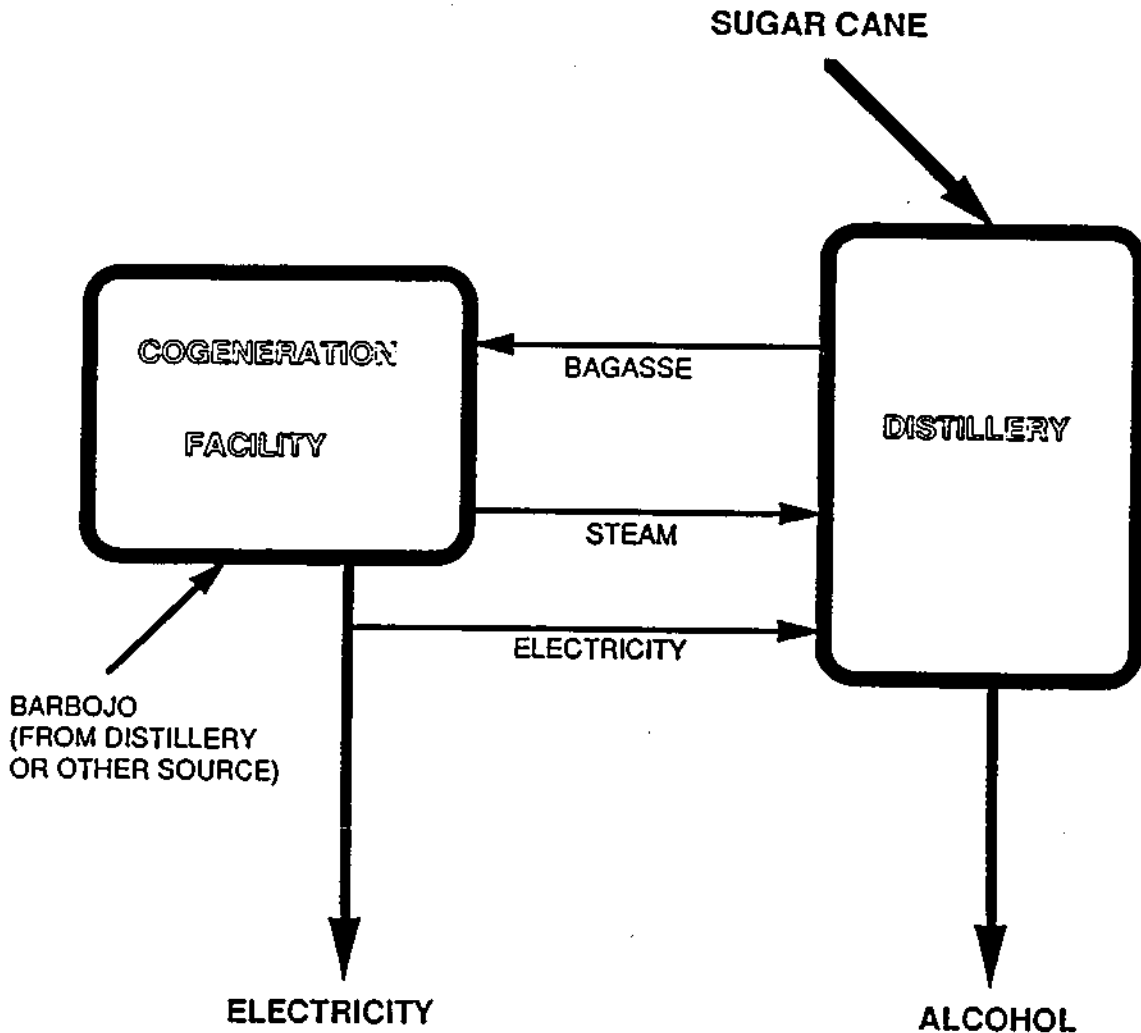 SUGAR CANE
COGENERATION
FACILITY
BAGASSE
DISTILLERY
STEAM
ELECTRICITY
BARBOJO
(FROM DISTILLERY
OR OTHER SOURCE)
ELECTRICITY
ALCOHOL